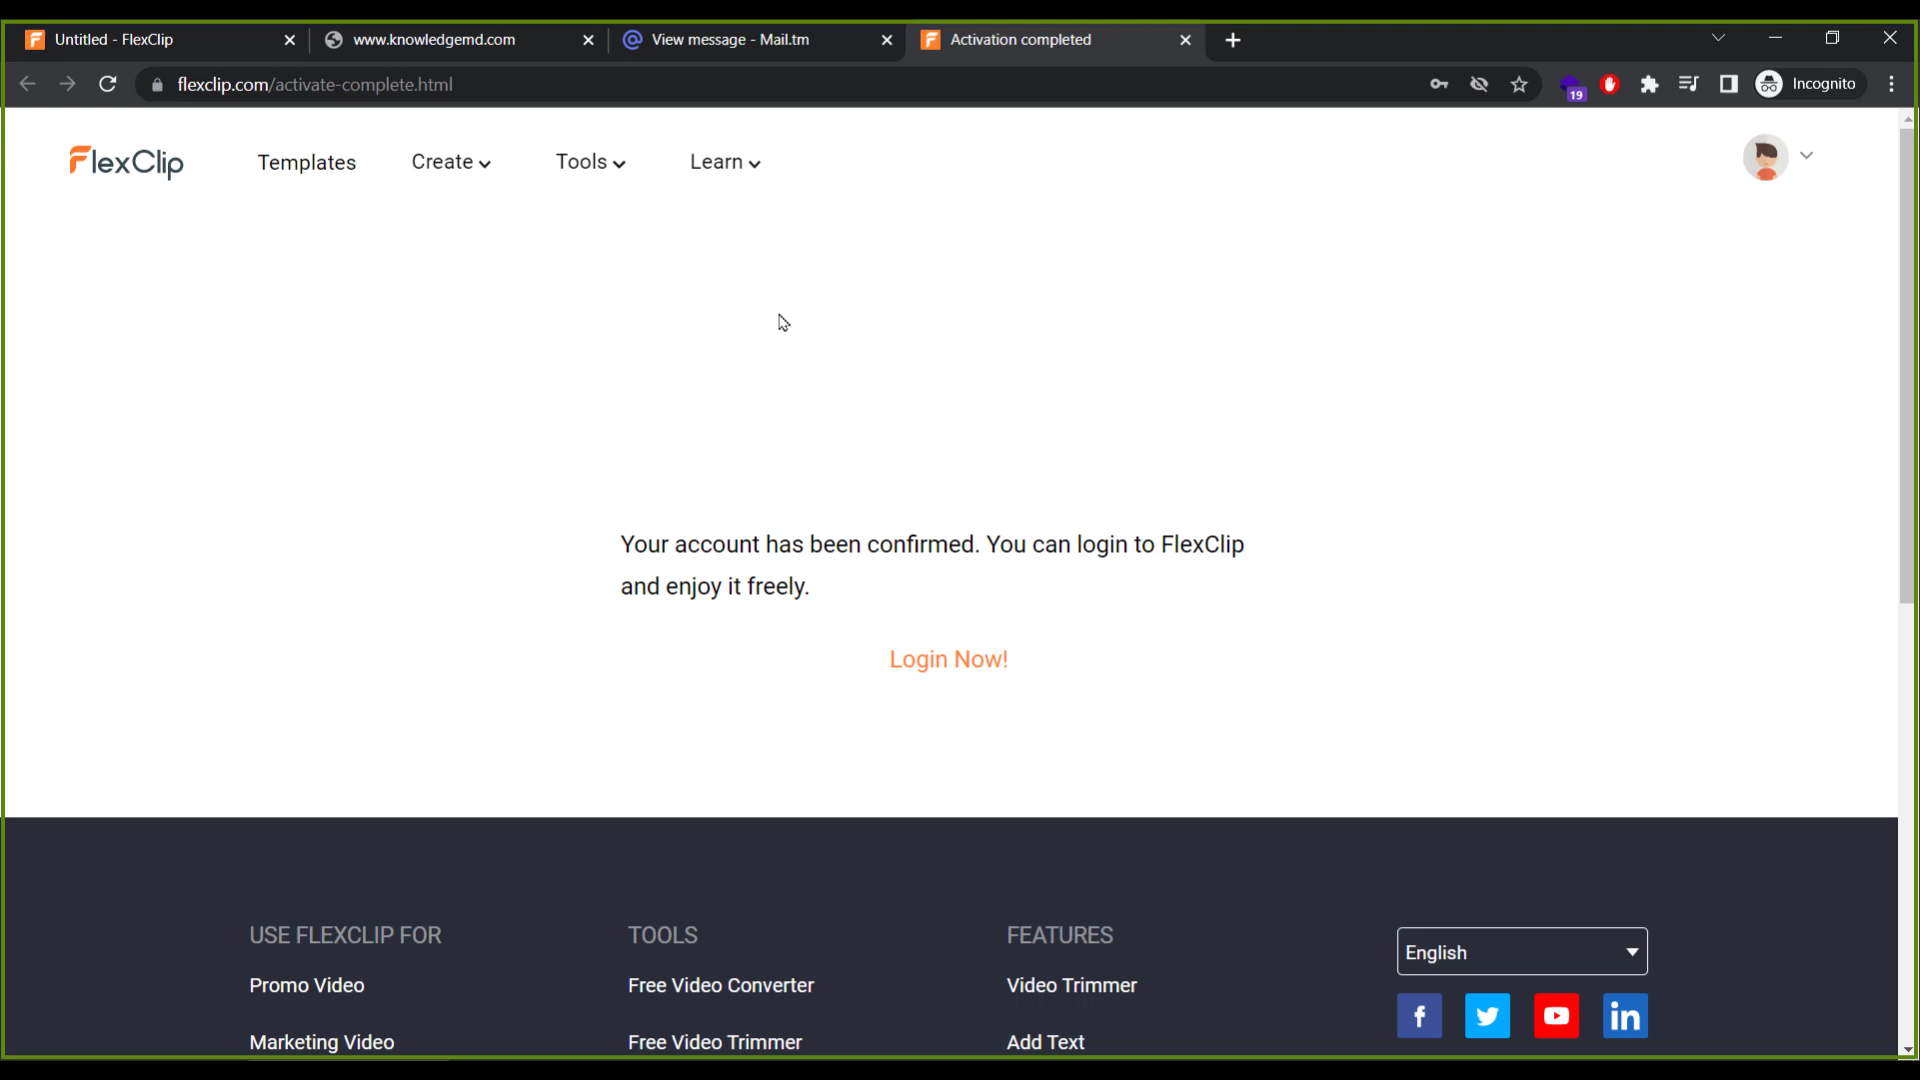 Untitled - FlexClip
www.knowledgemd.com
View message - Mail.tm
Activation completed
flexclip.com/activate-complete.html
19
Incognito
FlexClip
Templates
Create
Tools
Learn
Your account has been confirmed. You can login to FlexClip
and enjoy it freely.
Login Now!
USE FLEXCLIP FOR
TOOLS
FEATURES
English
Promo Video
Free Video Converter
Video Trimmer
Marketing Video
Free Video Trimmer
Add Text